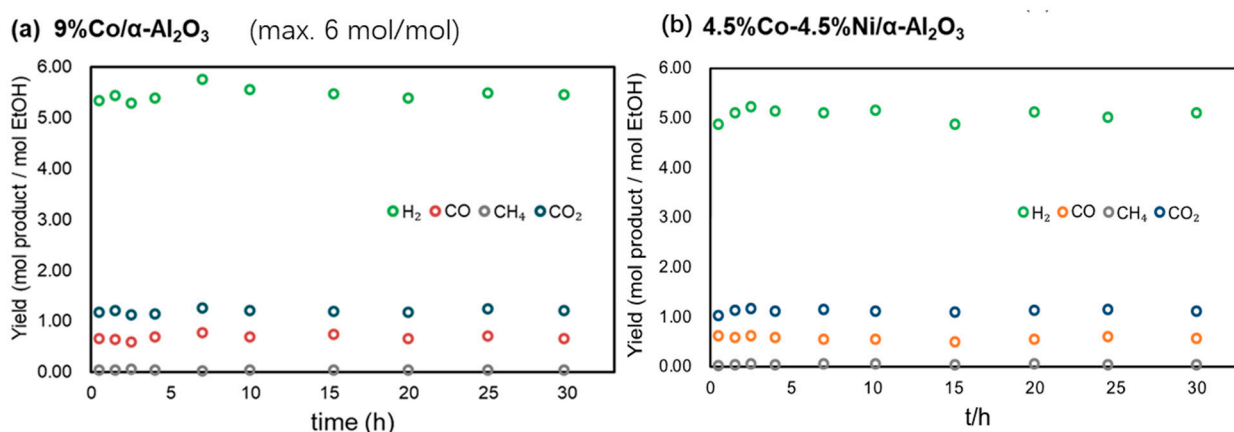 (a) 9%Co/α-Al₂O₃ (max. 6 mol/mol)
Yield (mol product / mol EtOH)
6.00
5.00
4.00
3.00
2.00
1.00
0.00
H₂ CO CH₄ CO₂
0 5 10 15 20 25 30
time (h)
(b) 4.5%Co-4.5%Ni/α-Al₂O₃
Yield (mol product / mol EtOH)
6.00
5.00
4.00
3.00
2.00
1.00
0.00
H₂ CO CH₄ CO₂
0 5 10 15 20 25 30
t/h